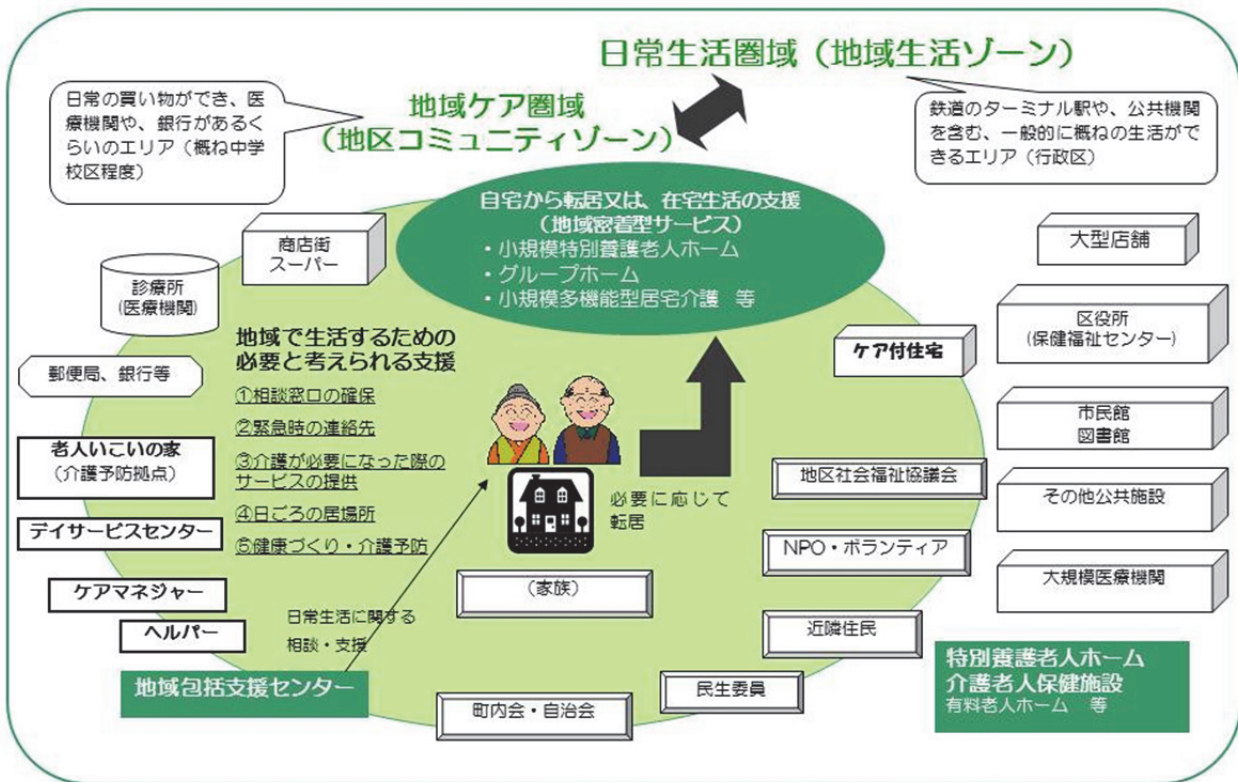 日常生活圏域（地域生活ゾーン）
地域ケア圏域
（地区コミュニティゾーン）
日常の買い物ができ、医
療機関や、銀行があるく
らいのエリア（概ね中学
校区程度）
鉄道のターミナル駅や、公共機関
を含む、一般的に概ねの生活がで
きるエリア（行政区）
自宅から転居又は、在宅生活の支援
（地域密着型サービス）
・小規模特別養護老人ホーム
・グループホーム
・小規模多機能型居宅介護　等
商店街
スーパー
診療所
(医療機関)
郵便局、銀行等
老人いこいの家
（介護予防拠点）
デイサービスセンター
ケアマネジャー
ヘルパー
地域包括支援センター
地域で生活するための
必要と考えられる支援
①相談窓口の確保
②緊急時の連絡先
③介護が必要になった際の
サービスの提供
④日ごろの居場所
⑤健康づくり・介護予防
日常生活に関する
相談・支援
必要に応じて
転居
（家族）
町内会・自治会
民生委員
近隣住民
NPO・ボランティア
地区社会福祉協議会
ケア付住宅
大型店舗
区役所
(保健福祉センター)
市民館
図書館
その他公共施設
大規模医療機関
特別養護老人ホーム
介護老人保健施設
有料老人ホーム　等